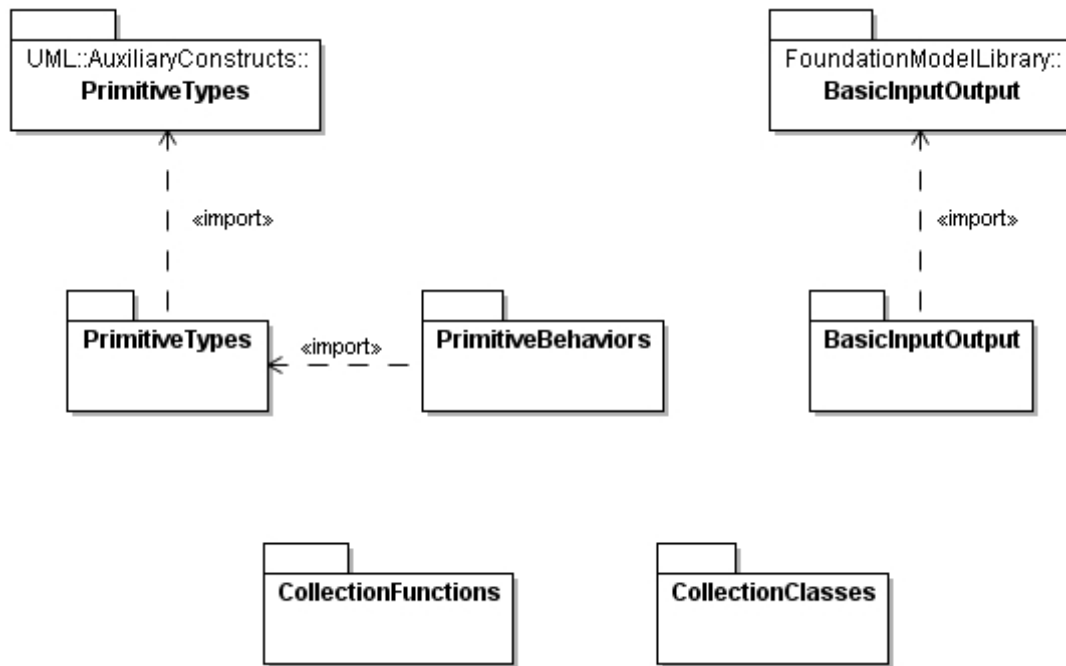 UML::AuxiliaryConstructs::
PrimitiveTypes
FoundationModelLibrary::
BasicInputOutput
«import»
«import»
PrimitiveTypes
«import»
PrimitiveBehaviors
BasicInputOutput
CollectionFunctions
CollectionClasses